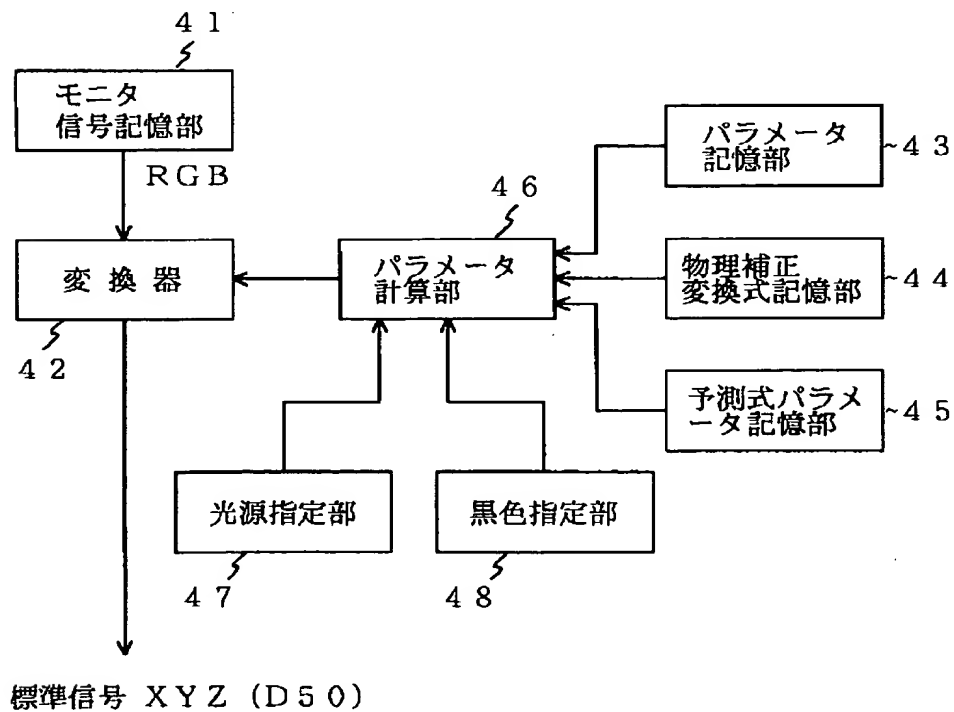 ４１
モニタ
信号記憶部
ＲＧＢ
パラメータ
記憶部
~４３
４６
変換器
パラメータ
計算部
物理補正
変換式記憶部
~４４
４２
予測式パラメ
ータ記憶部
~４５
光源指定部
黒色指定部
４７
４８
標準信号 ＸＹＺ（Ｄ５０）